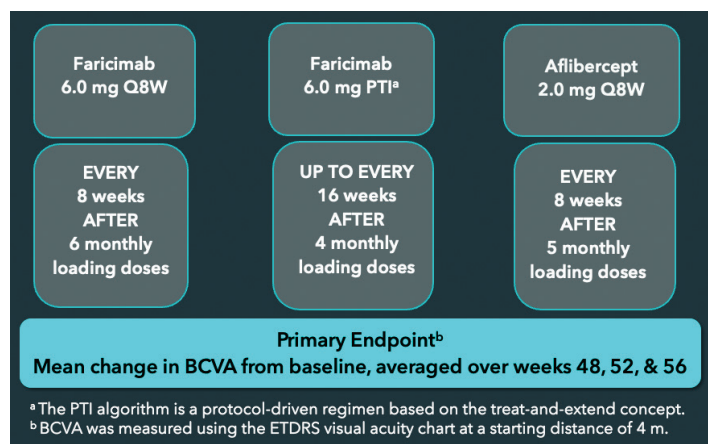 Faricimab
6.0 mg Q8W
Faricimab
6.0 mg PTIᵃ
Aflibercept
2.0 mg Q8W
EVERY
8 weeks
AFTER
6 monthly
loading doses
UP TO EVERY
16 weeks
AFTER
4 monthly
loading doses
EVERY
8 weeks
AFTER
5 monthly
loading doses
Primary Endpointᵇ
Mean change in BCVA from baseline, averaged over weeks 48, 52, & 56
ᵃ The PTI algorithm is a protocol-driven regimen based on the treat-and-extend concept.
ᵇ BCVA was measured using the ETDRS visual acuity chart at a starting distance of 4 m.